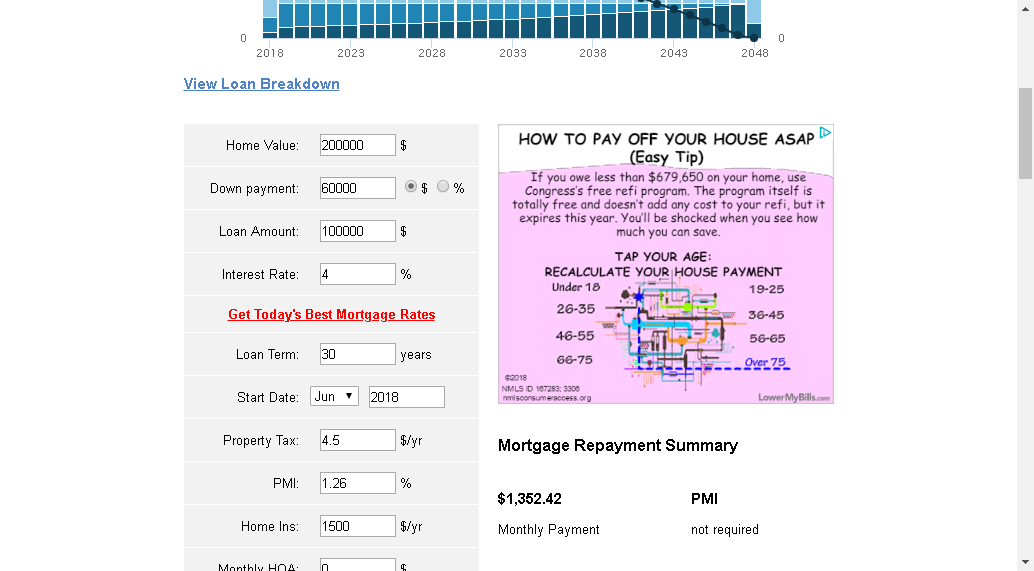 0 0
2018 2023 2028 2033 2038 2043 2048
View Loan Breakdown
Home Value: 200000 $
Down payment: 60000 $ %
Loan Amount: 100000 $
Interest Rate: 4 %
Get Today's Best Mortgage Rates
Loan Term: 30 years
Start Date: Jun 2018
Property Tax: 4.5 $/yr
PMI: 1.26 %
Home Ins: 1500 $/yr
Monthly HOA: 0 $
HOW TO PAY OFF YOUR HOUSE ASAP
(Easy Tip)
If you owe less than $679,650 on your home, use
Congress's free refi program. The program itself is
totally free and doesn't add any cost to your refi, but it
expires this year. You'll be shocked when you see how
much you can save.
TAP YOUR AGE:
RECALCULATE YOUR HOUSE PAYMENT
Under 18 19-25
26-35 36-45
46-55 56-65
66-75 Over 75
©2018
NMLS ID 167283; 3306
nmlsconsumeraccess.org LowerMyBills.com
Mortgage Repayment Summary
$1,352.42 PMI
Monthly Payment not required